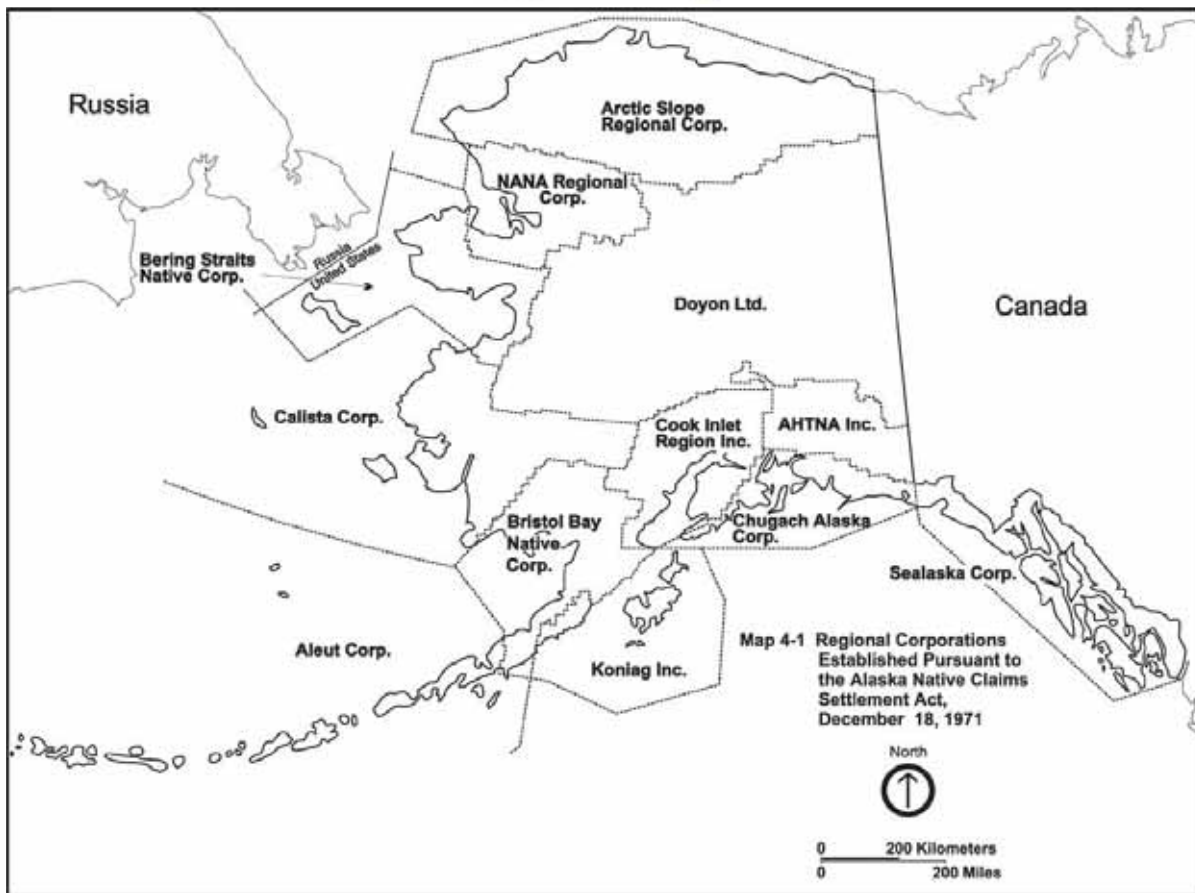 Russia
Arctic Slope
Regional Corp.
NANA Regional
Corp.
Bering Straits
Native Corp.
Russia
United States
Doyon Ltd.
Canada
Calista Corp.
Cook Inlet
Region Inc.
AHTNA Inc.
Bristol Bay
Native
Corp.
Chugach Alaska
Corp.
Sealaska Corp.
Aleut Corp.
Koniag Inc.
Map 4-1 Regional Corporations
Established Pursuant to
the Alaska Native Claims
Settlement Act,
December 18, 1971
North
0 200 Kilometers
0 200 Miles